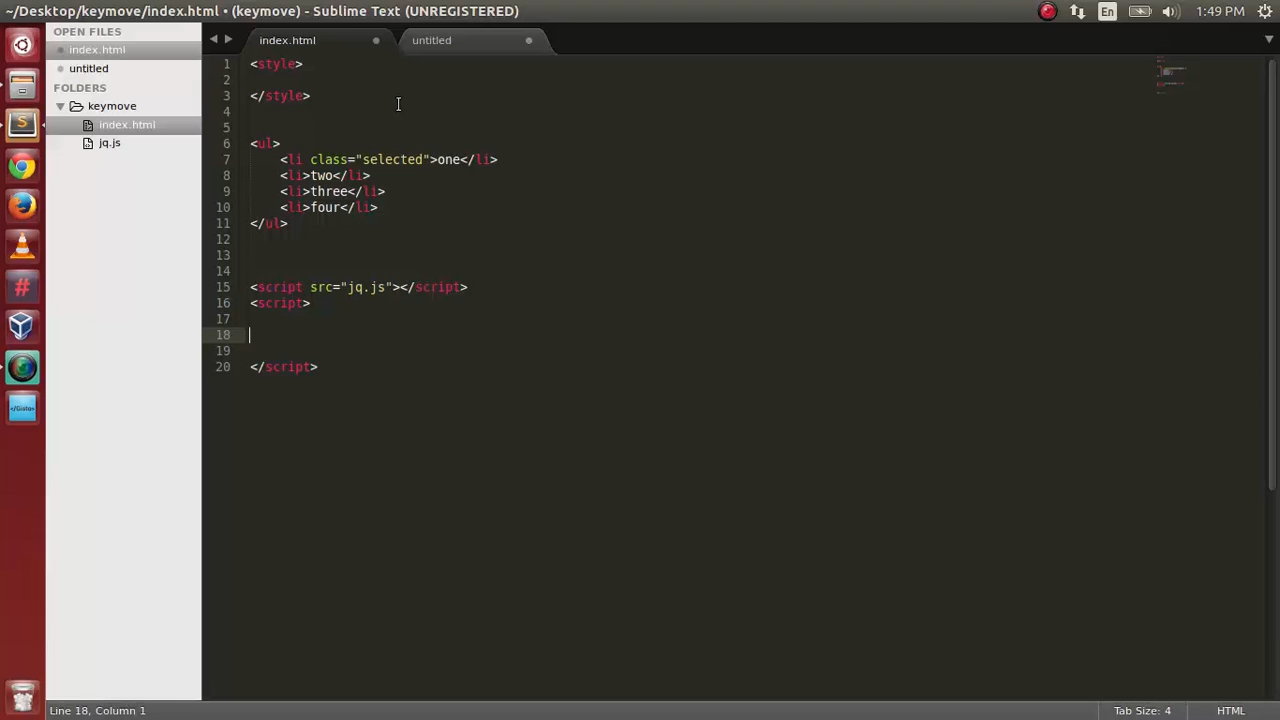 ~/Desktop/keymove/index.html • (keymove) - Sublime Text (UNREGISTERED)
En
1:49 PM
OPEN FILES
index.html
untitled
FOLDERS
keymove
index.html
jq.js
index.html
untitled
1 <style>
2
3 </style>
4
5
6 <ul>
7 <li class="selected">one</li>
8 <li>two</li>
9 <li>three</li>
10 <li>four</li>
11 </ul>
12
13
14
15 <script src="jq.js"></script>
16 <script>
17
18
19
20 </script>
S
#
</Gisto>
Line 18, Column 1
Tab Size: 4
HTML